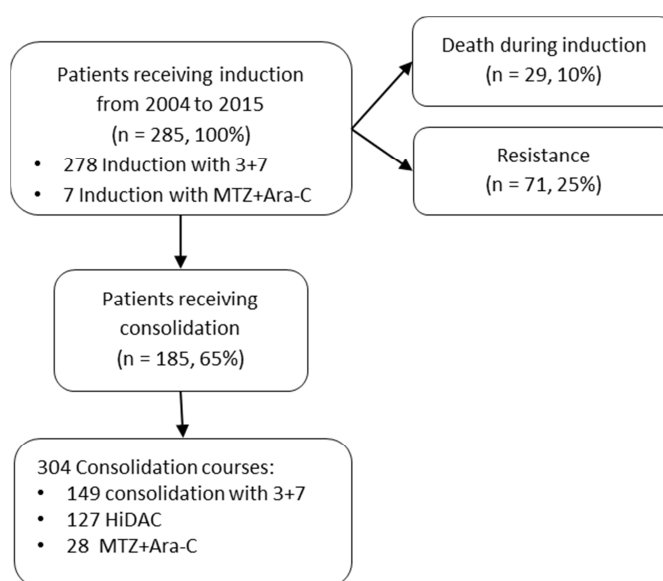 Patients receiving induction
from 2004 to 2015
(n = 285, 100%)
• 278 Induction with 3+7
• 7 Induction with MTZ+Ara-C
Death during induction
(n = 29, 10%)
Resistance
(n = 71, 25%)
Patients receiving
consolidation
(n = 185, 65%)
304 Consolidation courses:
• 149 consolidation with 3+7
• 127 HiDAC
• 28 MTZ+Ara-C